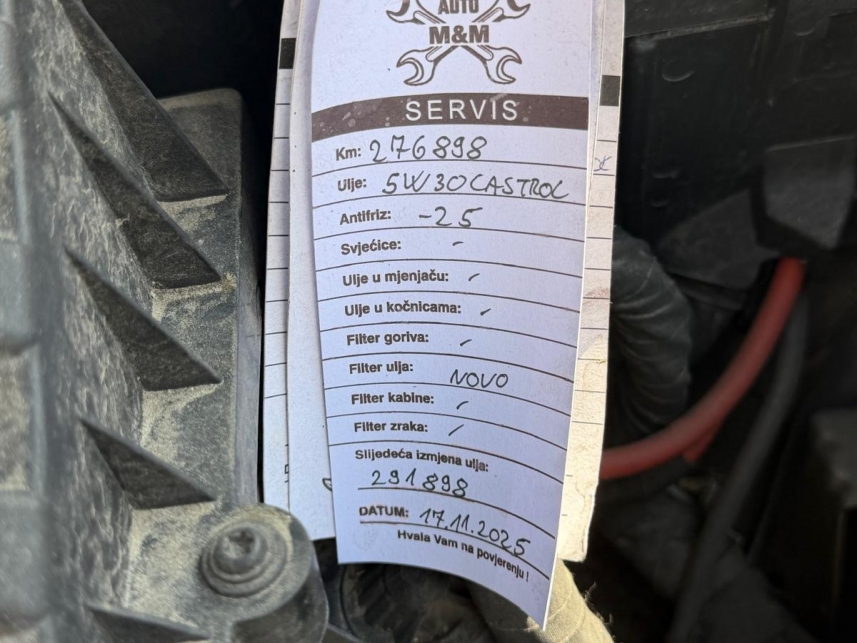 AUTO
M&M
SERVIS
Km: 276898
Ulje: 5W30 CASTROL
Antifriz: -25
Svjećice: -
Ulje u mjenjaču: -
Ulje u kočnicama: -
Filter goriva: -
Filter ulja: NOVO
Filter kabine: -
Filter zraka: -
Slijedeća izmjena ulja:
291898
DATUM: 17.11.2025
Hvala Vam na povjerenju!